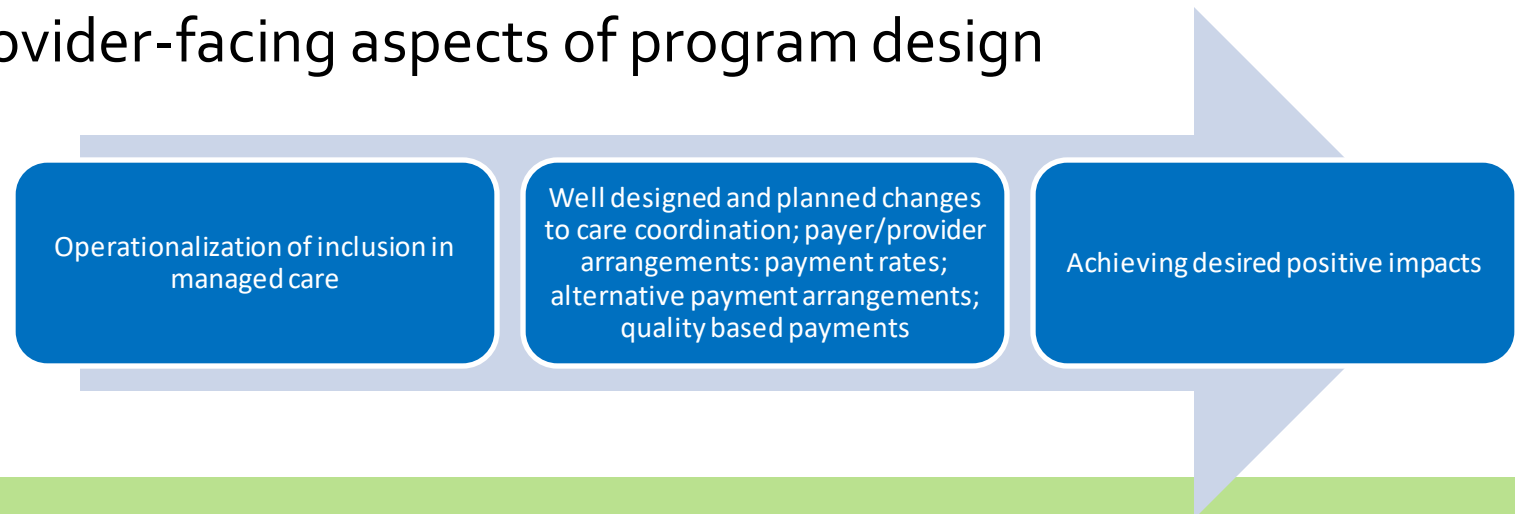 ovider-facing aspects of program design
Operationalization of inclusion in
managed care
Well designed and planned changes
to care coordination; payer/provider
arrangements: payment rates;
alternative payment arrangements;
quality based payments
Achieving desired positive impacts